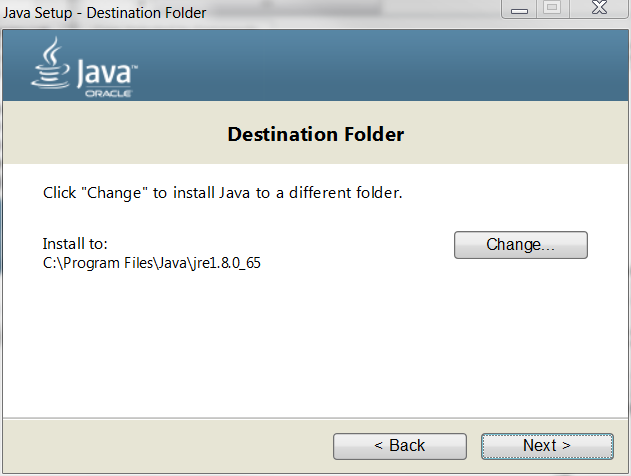 Java Setup - Destination Folder
Java™
ORACLE
Destination Folder
Click "Change" to install Java to a different folder.
Install to:
Change...
C:\Program Files\Java\jre1.8.0_65
< Back
Next >